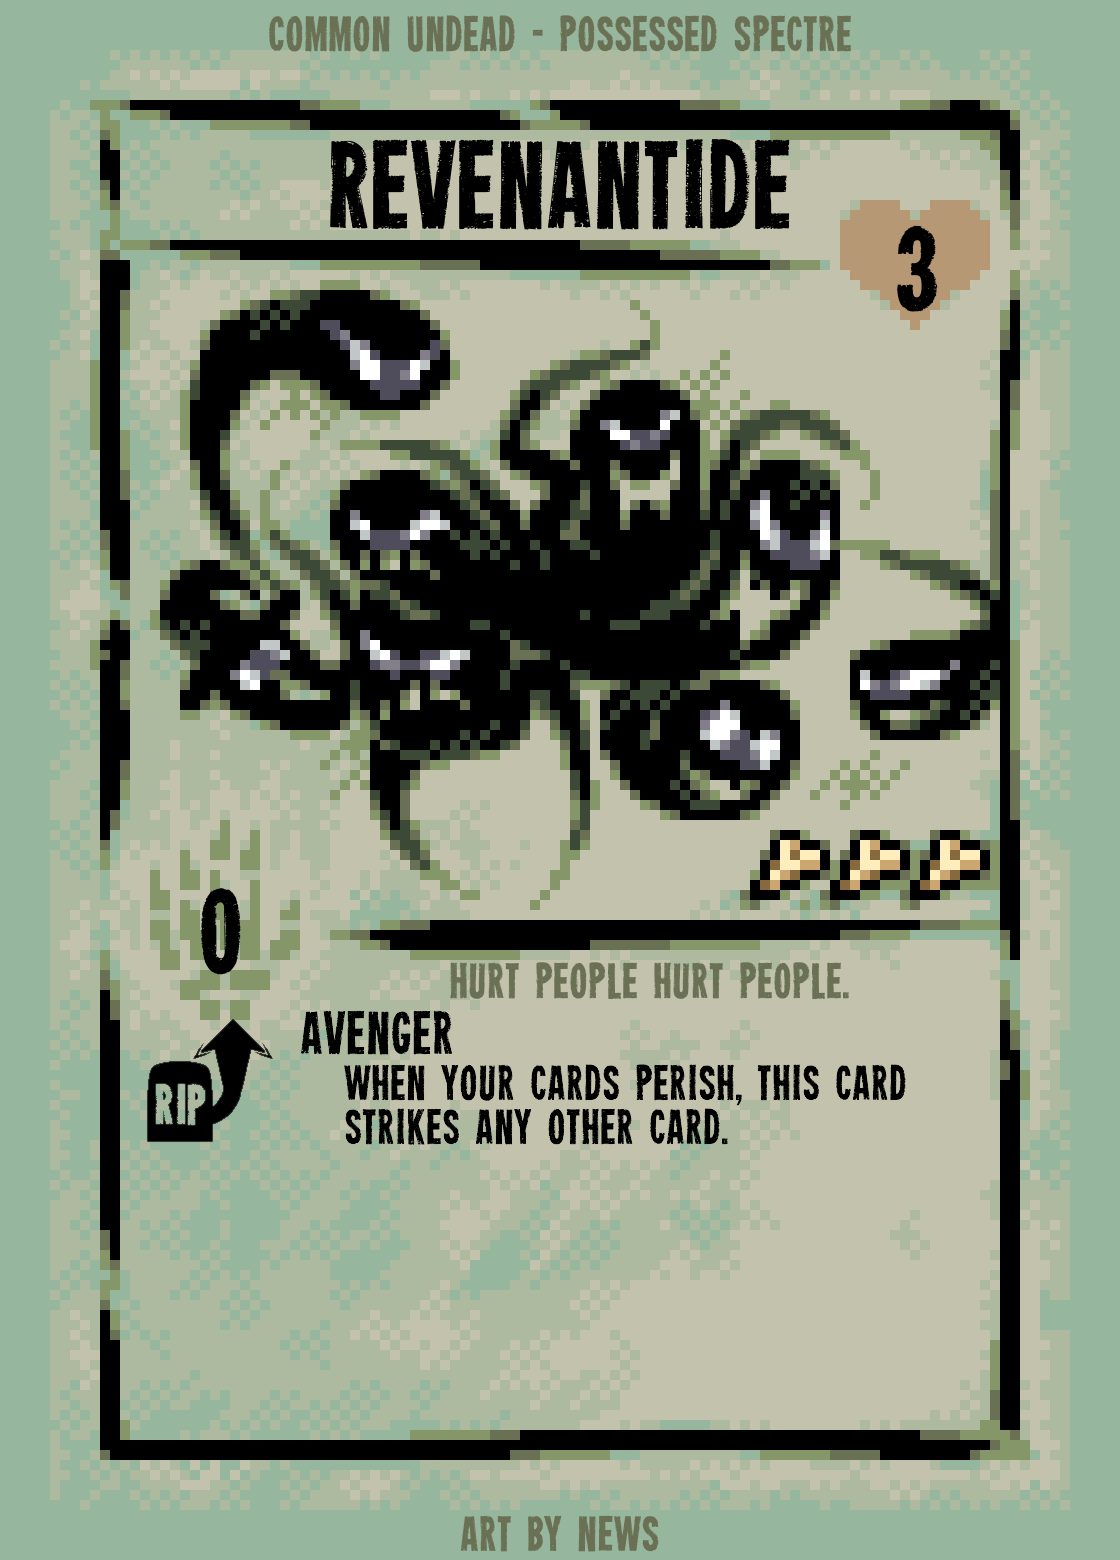 COMMON UNDEAD - POSSESSED SPECTRE
REVENANTIDE
3
0
HURT PEOPLE HURT PEOPLE.
AVENGER
RIP
WHEN YOUR CARDS PERISH, THIS CARD
STRIKES ANY OTHER CARD.
ART BY NEWS